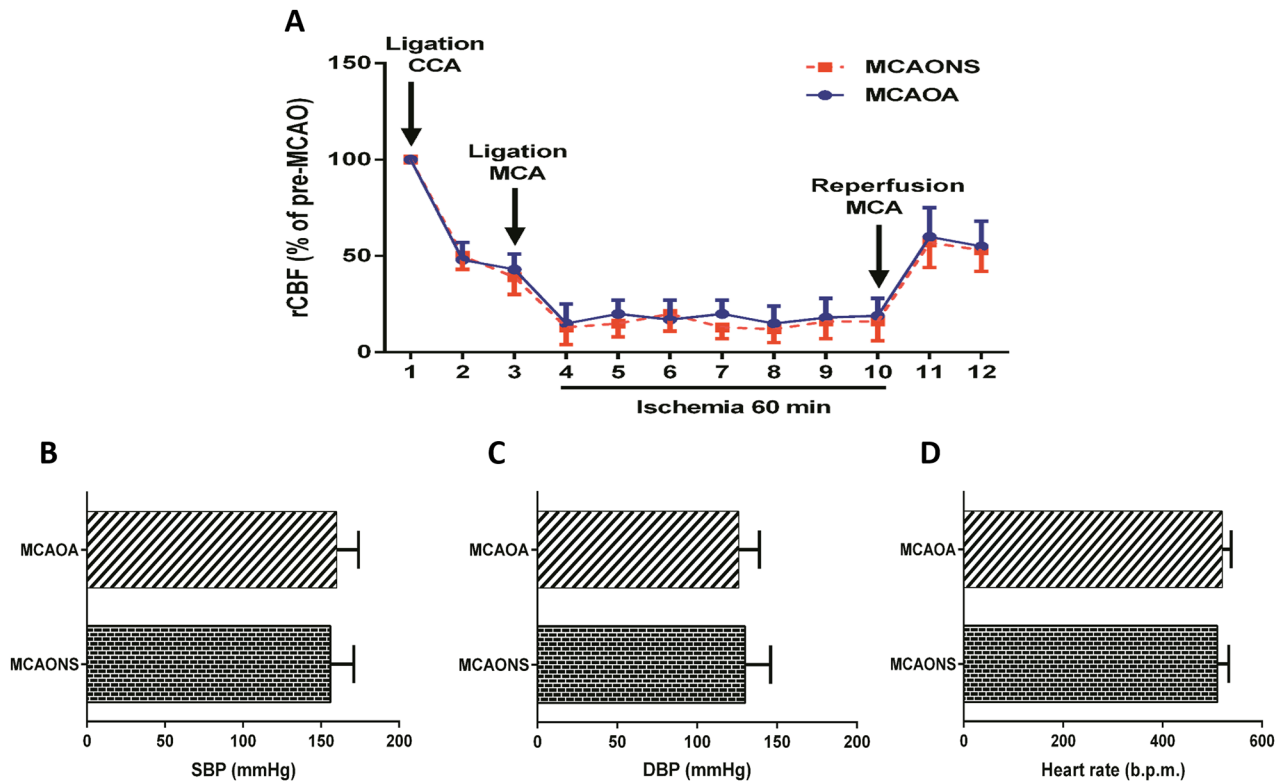 A
Ligation
CCA
MCAONS
MCAOA
Ligation
MCA
Reperfusion
MCA
rCBF (% of pre-MCAO)
150
100
50
0
1 2 3 4 5 6 7 8 9 10 11 12
Ischemia 60 min
B
MCAOA
MCAONS
0 50 100 150 200
SBP (mmHg)
C
MCAOA
MCAONS
0 50 100 150 200
DBP (mmHg)
D
MCAOA
MCAONS
0 200 400 600
Heart rate (b.p.m.)